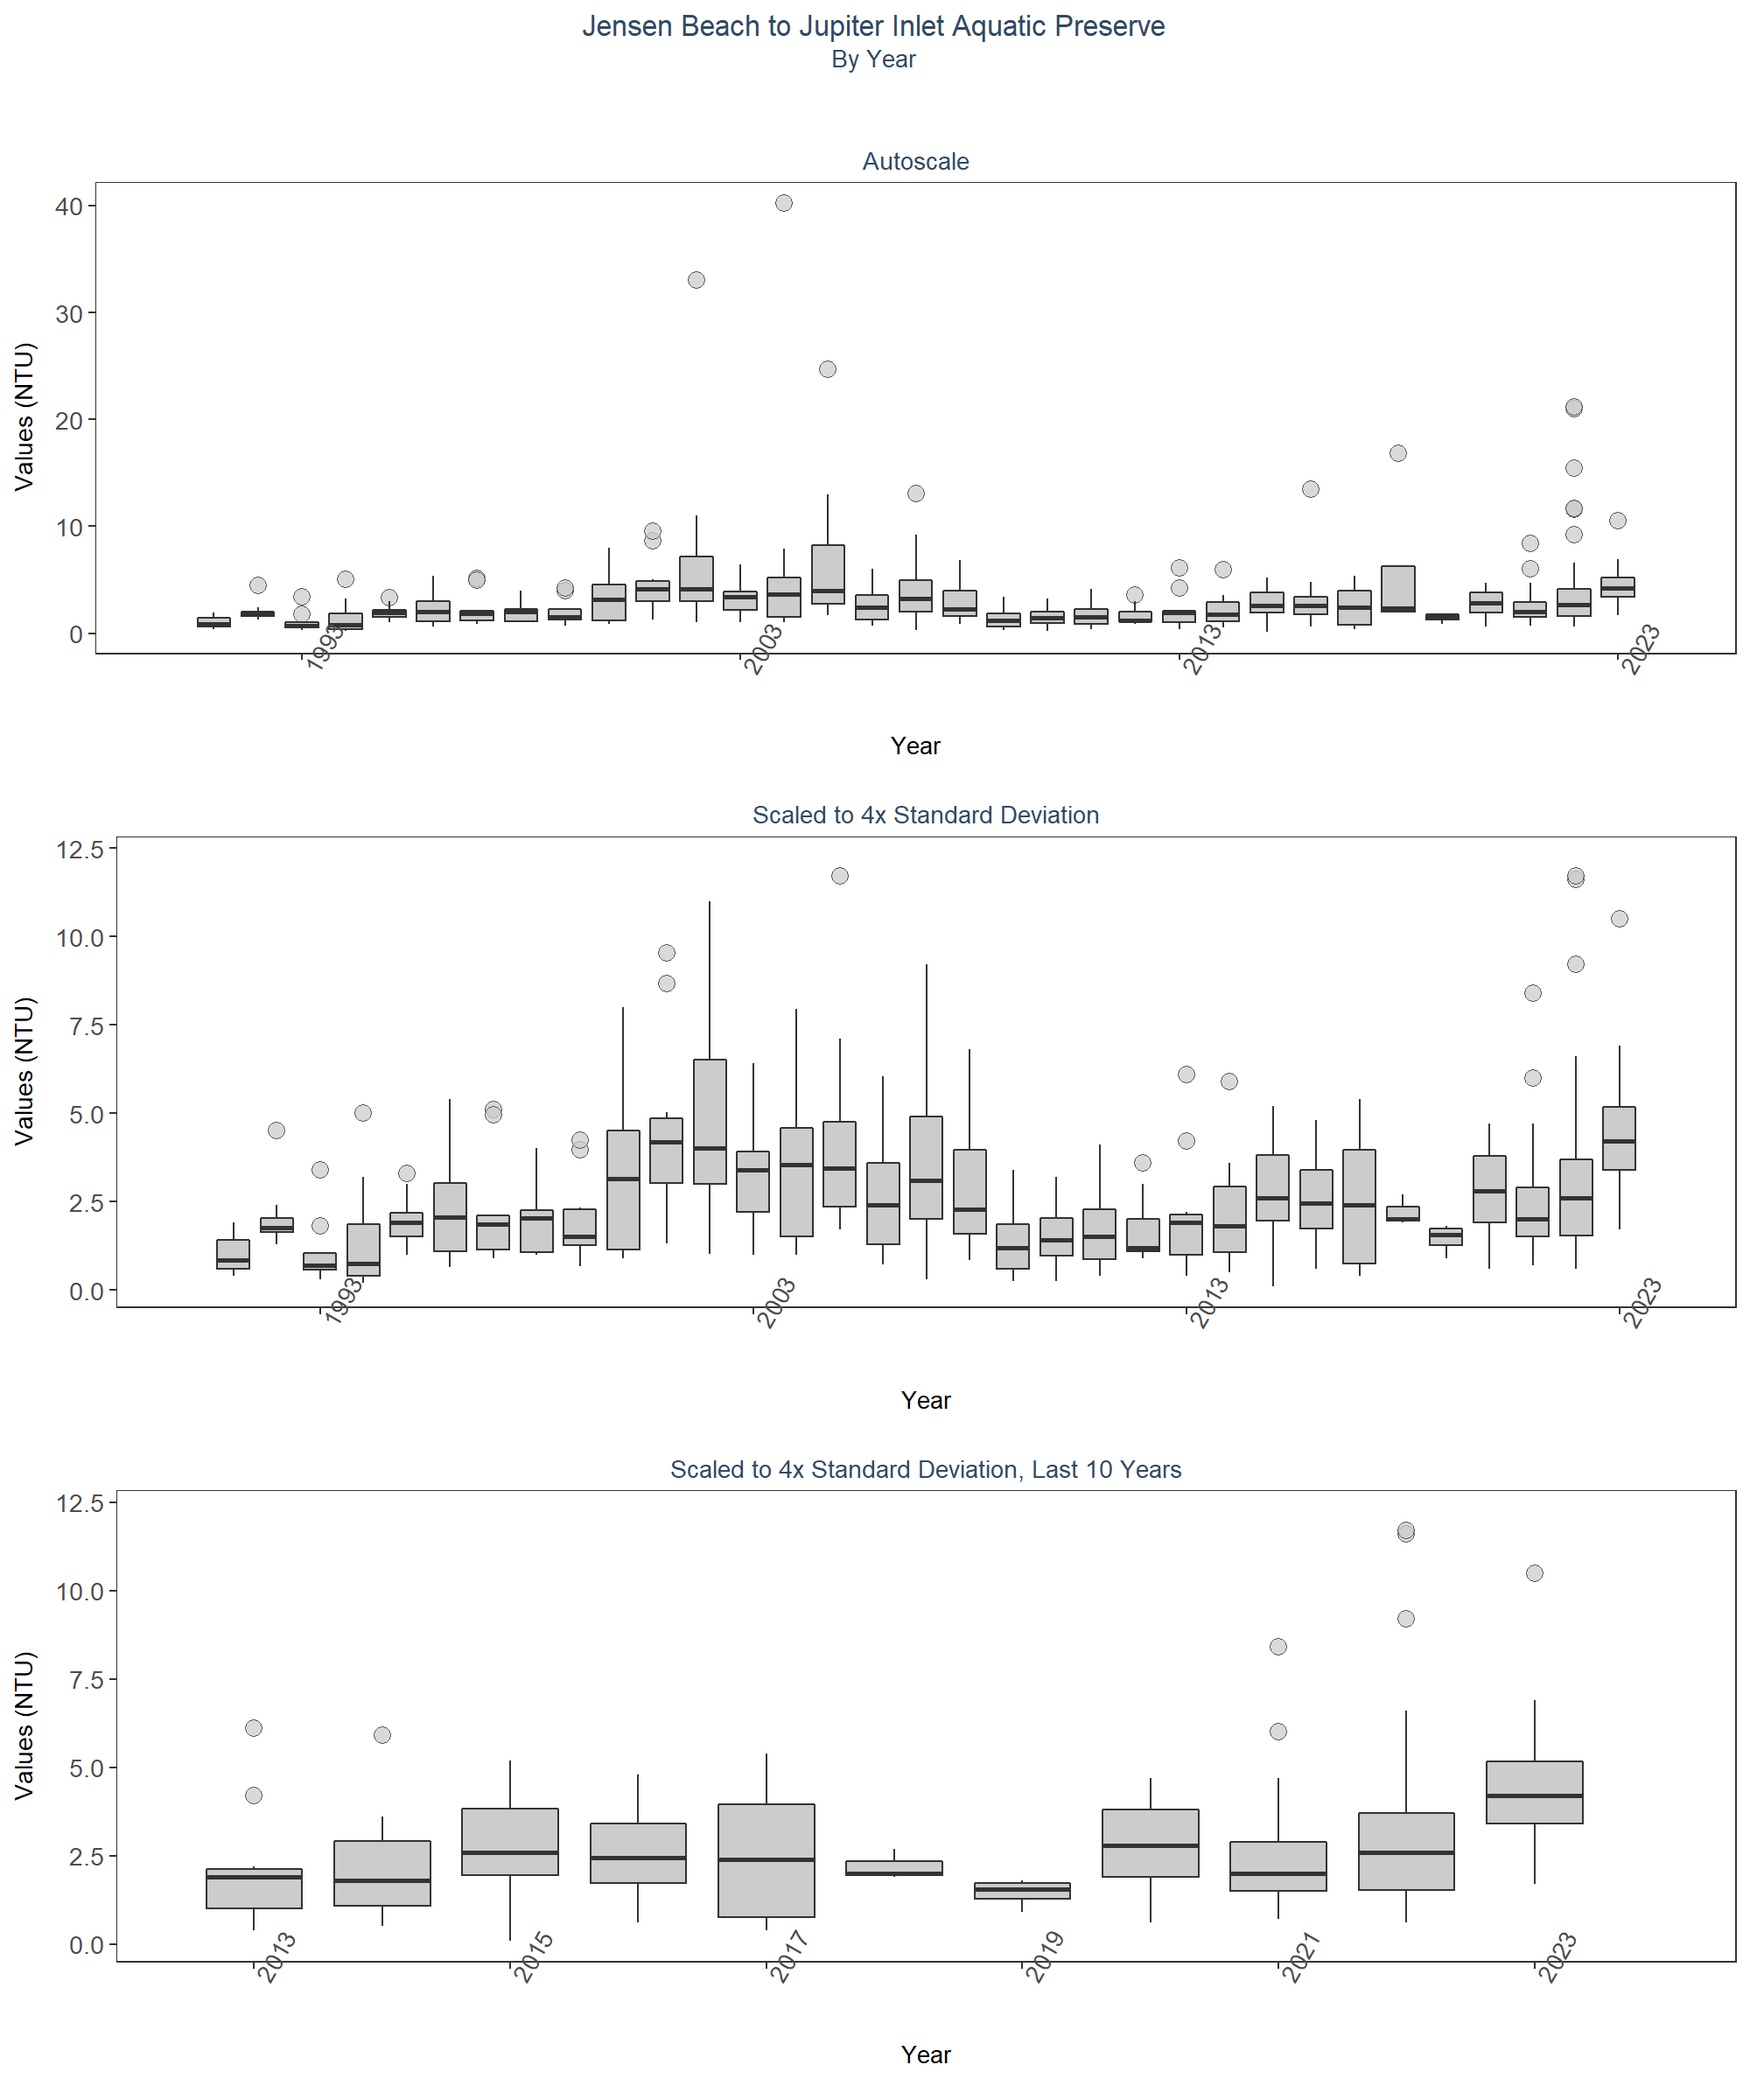 Jensen Beach to Jupiter Inlet Aquatic Preserve
By Year
Autoscale
Values (NTU)
40
30
20
10
0
1993
2003
2013
2023
Year
Scaled to 4x Standard Deviation
Values (NTU)
12.5
10.0
7.5
5.0
2.5
0.0
1993
2003
2013
2023
Year
Scaled to 4x Standard Deviation, Last 10 Years
Values (NTU)
12.5
10.0
7.5
5.0
2.5
0.0
2013
2015
2017
2019
2021
2023
Year